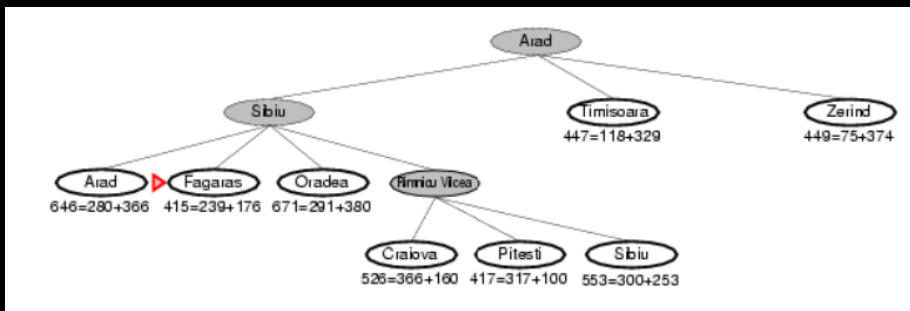 Arad
Sibiu
Timisoara
Zerind
447=118+329
449=75+374
Arad
Fagaras
Oradea
Rimnicu Vilcea
646=280+366
415=239+176
671=291+380
Craiova
Pitesti
Sibiu
526=366+160
417=317+100
553=300+253